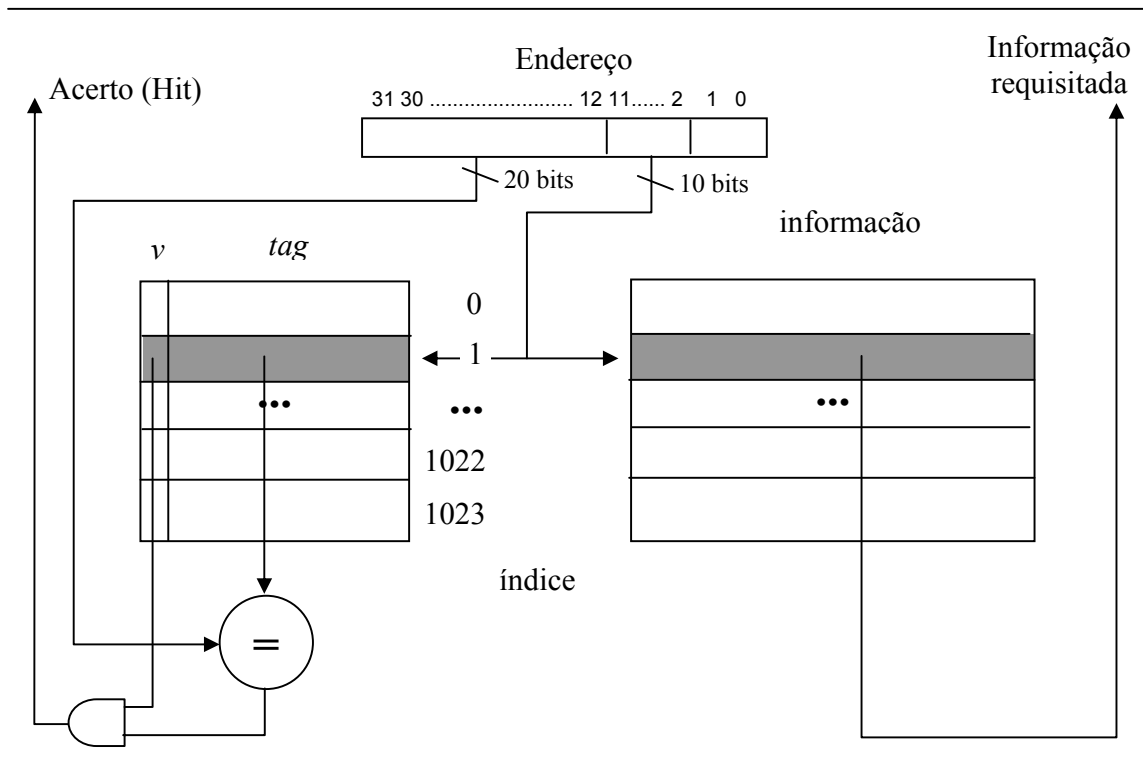 Endereço
Informação
requisitada
Acerto (Hit)
31 30 ......................... 12 11...... 2 1 0
20 bits
10 bits
informação
v
tag
0
1
...
...
...
1022
1023
índice
=